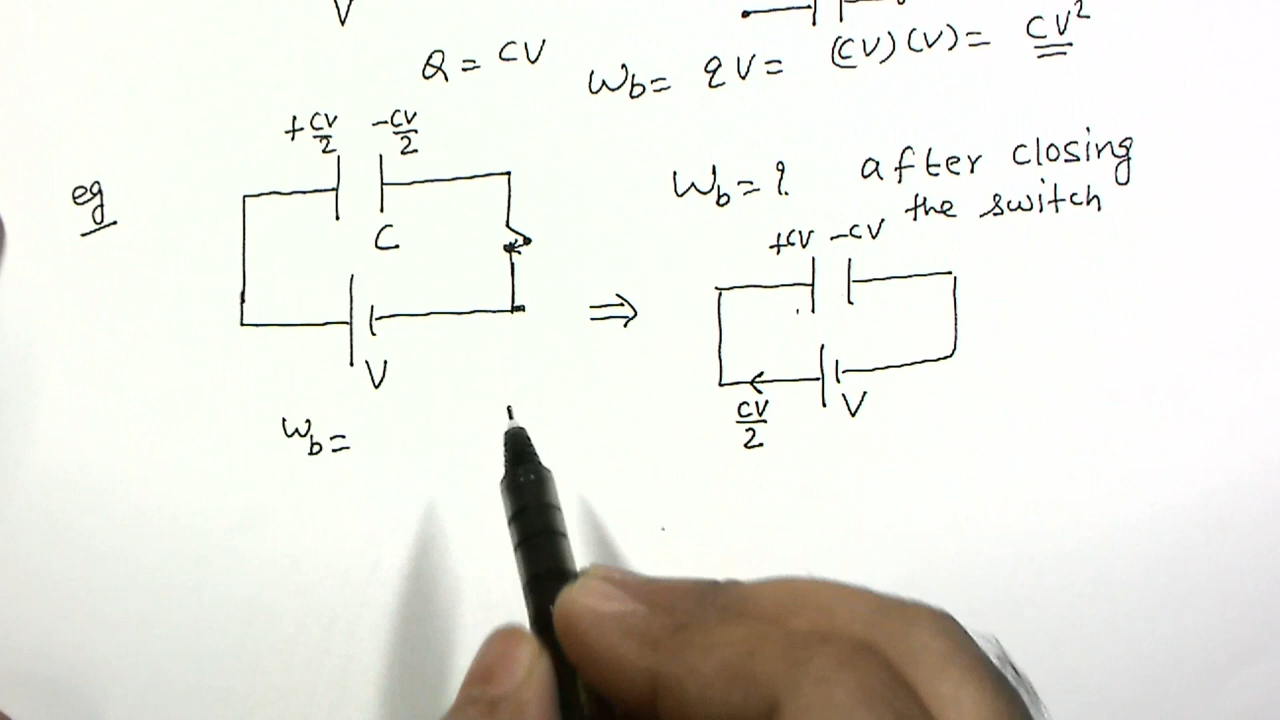 V
Q = CV
W_b = qV = (CV)(V) = CV²
eg
+CV/2 -CV/2
C
V
W_b = ? after closing
the switch
+CV -CV
CV/2
V
W_b =